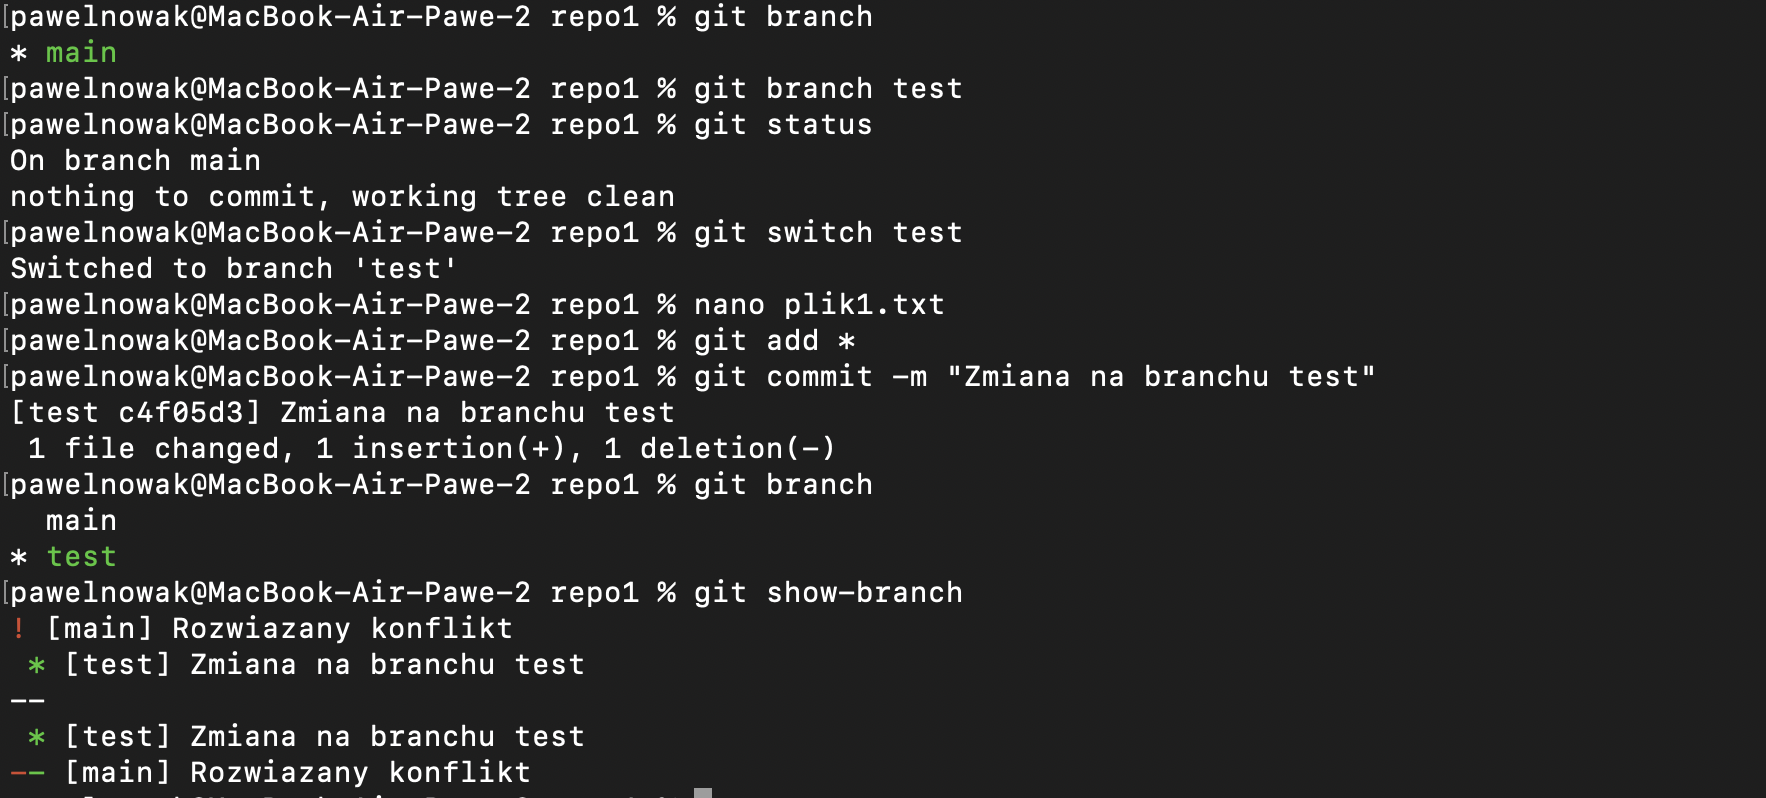 [pawelnowak@MacBook-Air-Pawe-2 repo1 % git branch
* main
[pawelnowak@MacBook-Air-Pawe-2 repo1 % git branch test
[pawelnowak@MacBook-Air-Pawe-2 repo1 % git status
On branch main
nothing to commit, working tree clean
[pawelnowak@MacBook-Air-Pawe-2 repo1 % git switch test
Switched to branch 'test'
[pawelnowak@MacBook-Air-Pawe-2 repo1 % nano plik1.txt
[pawelnowak@MacBook-Air-Pawe-2 repo1 % git add *
[pawelnowak@MacBook-Air-Pawe-2 repo1 % git commit -m "Zmiana na branchu test"
[test c4f05d3] Zmiana na branchu test
 1 file changed, 1 insertion(+), 1 deletion(-)
[pawelnowak@MacBook-Air-Pawe-2 repo1 % git branch
  main
* test
[pawelnowak@MacBook-Air-Pawe-2 repo1 % git show-branch
! [main] Rozwiazany konflikt
 * [test] Zmiana na branchu test
--
 * [test] Zmiana na branchu test
-- [main] Rozwiazany konflikt